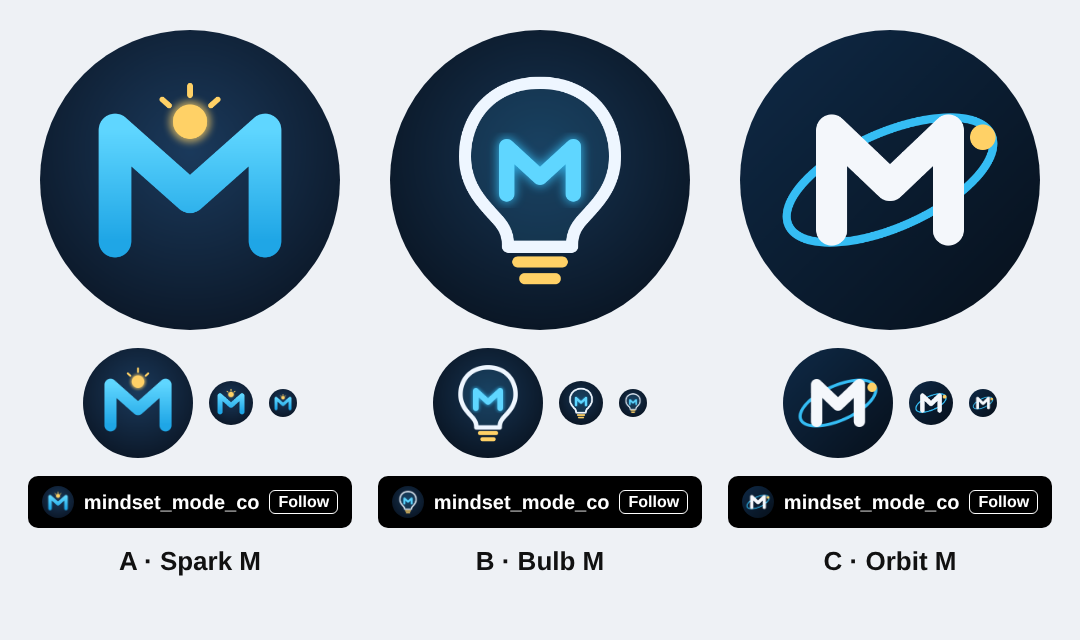 M
M
M
M M M
M M M
M M M
M mindset_mode_co Follow
M mindset_mode_co Follow
M mindset_mode_co Follow
A · Spark M
B · Bulb M
C · Orbit M